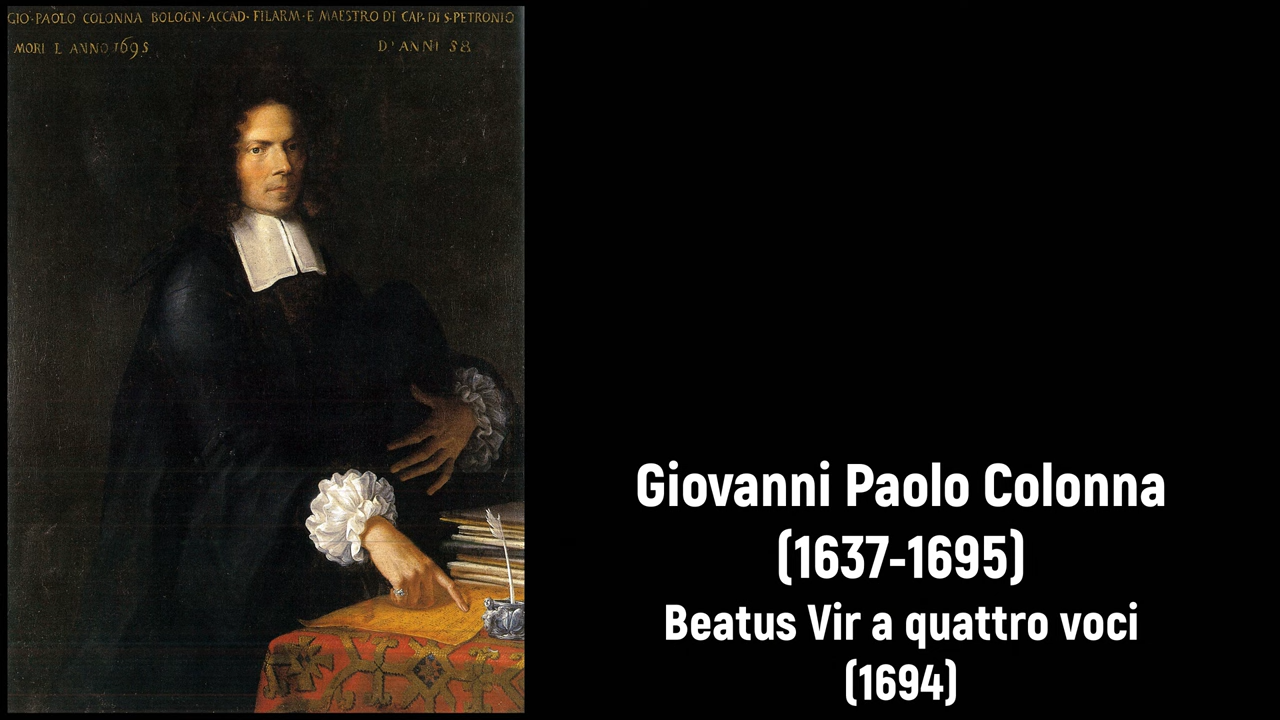 GIO·PAOLO COLONNA BOLOGN·ACCAD·FILARM·E MAESTRO DI CAP·DI S·PETRONIO
MORI L ANNO 1695 D'ANNI 58
Giovanni Paolo Colonna
(1637-1695)
Beatus Vir a quattro voci
(1694)